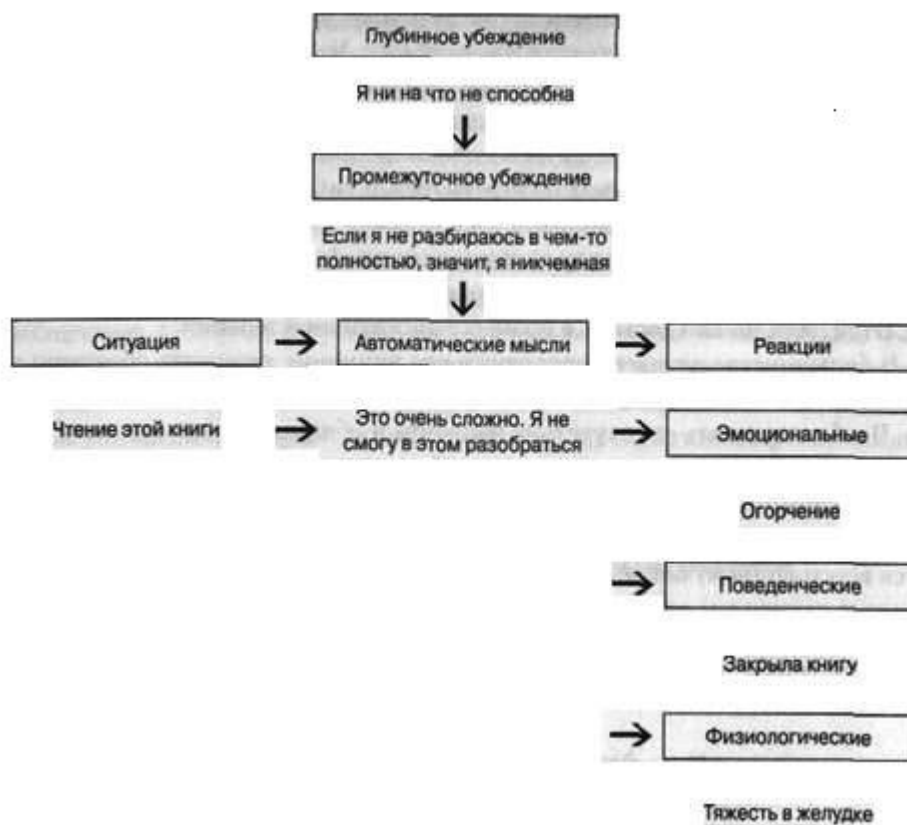 Глубинное убеждение
Я ни на что не способна
Промежуточное убеждение
Если я не разбираюсь в чем-то
полностью, значит, я никчемная
Ситуация
Автоматические мысли
Реакции
Чтение этой книги
Это очень сложно. Я не
смогу в этом разобраться
Эмоциональные
Огорчение
Поведенческие
Закрыла книгу
Физиологические
Тяжесть в желудке